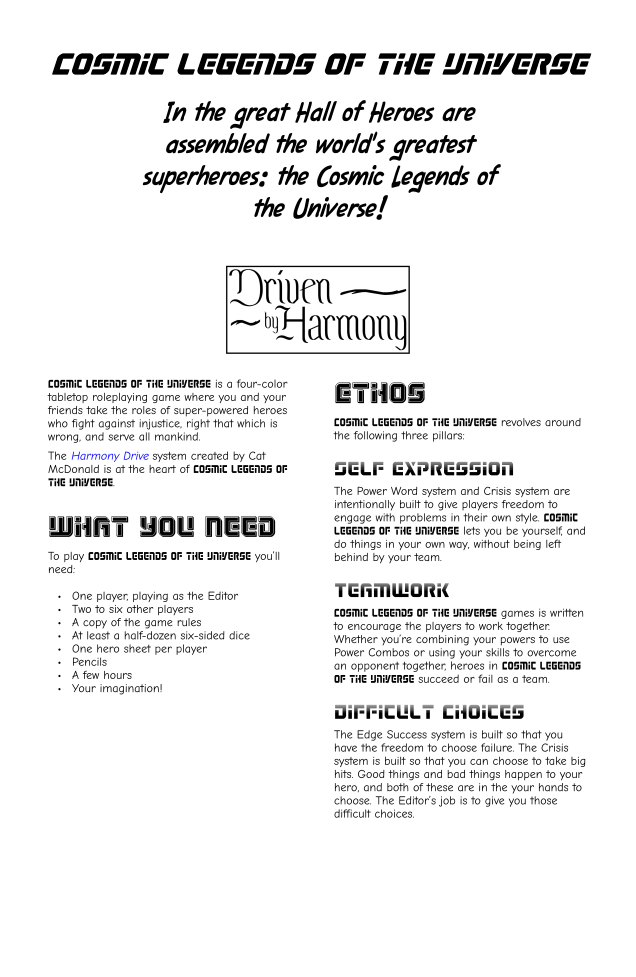 COSMIC LEGENDS OF THE UNIVERSE
In the great Hall of Heroes are
assembled the world's greatest
superheroes: the Cosmic Legends of
the Universe!
Driven
by Harmony
COSMIC LEGENDS OF THE UNIVERSE is a four-color
tabletop roleplaying game where you and your
friends take the roles of super-powered heroes
who fight against injustice, right that which is
wrong, and serve all mankind.
The Harmony Drive system created by Cat
McDonald is at the heart of COSMIC LEGENDS OF
THE UNIVERSE.
WHAT YOU NEED
To play COSMIC LEGENDS OF THE UNIVERSE you'll
need:
• One player, playing as the Editor
• Two to six other players
• A copy of the game rules
• At least a half-dozen six-sided dice
• One hero sheet per player
• Pencils
• A few hours
• Your imagination!
ETHOS
COSMIC LEGENDS OF THE UNIVERSE revolves around
the following three pillars:
SELF EXPRESSION
The Power Word system and Crisis system are
intentionally built to give players freedom to
engage with problems in their own style. COSMIC
LEGENDS OF THE UNIVERSE lets you be yourself, and
do things in your own way, without being left
behind by your team.
TEAMWORK
COSMIC LEGENDS OF THE UNIVERSE games is written
to encourage the players to work together.
Whether you're combining your powers to use
Power Combos or using your skills to overcome
an opponent together, heroes in COSMIC LEGENDS
OF THE UNIVERSE succeed or fail as a team.
DIFFICULT CHOICES
The Edge Success system is built so that you
have the freedom to choose failure. The Crisis
system is built so that you can choose to take big
hits. Good things and bad things happen to your
hero, and both of these are in the your hands to
choose. The Editor's job is to give you those
difficult choices.